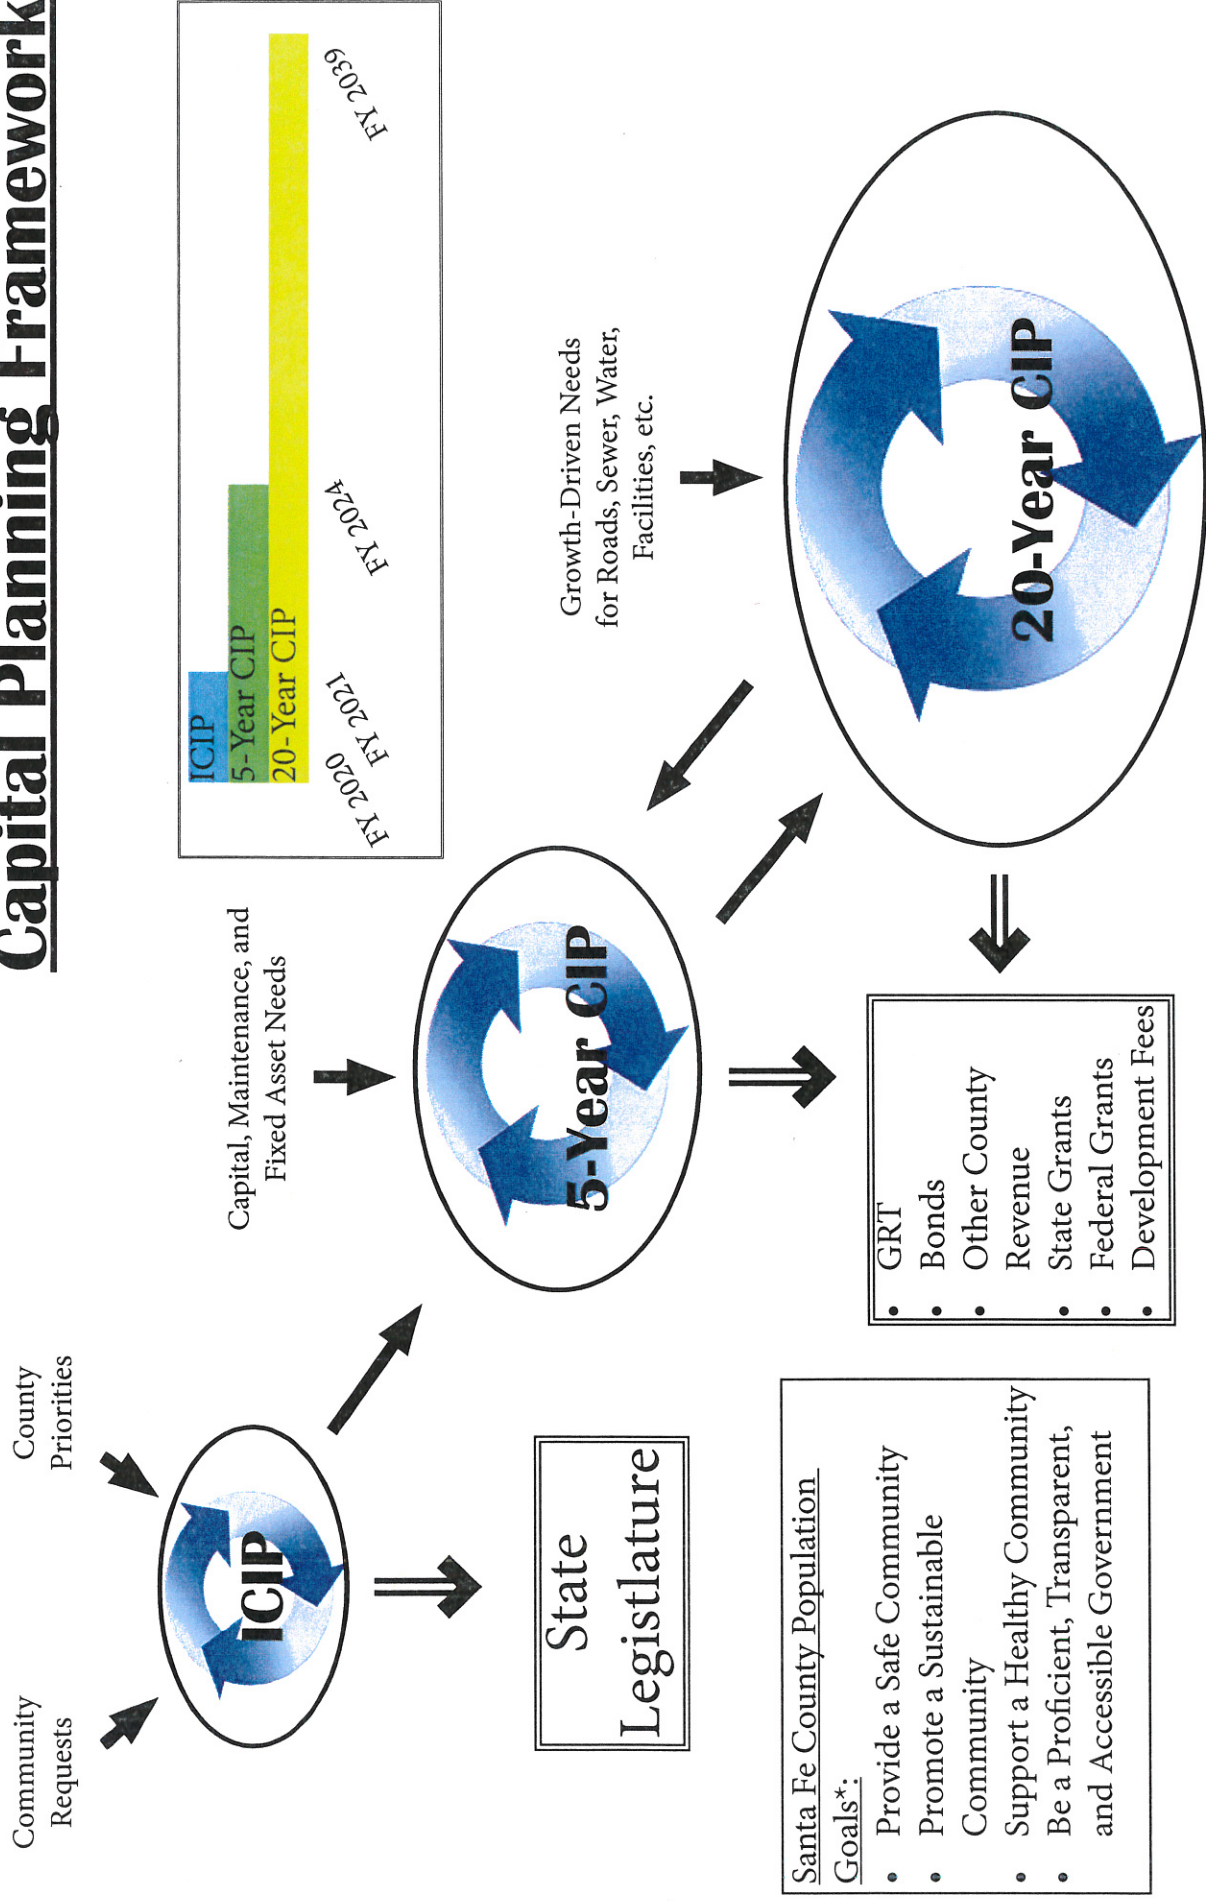 Capital Planning Framework
Community
Requests
County
Priorities
ICIP
State
Legistlature
Capital, Maintenance, and
Fixed Asset Needs
5-Year CIP
ICIP
5-Year CIP
20-Year CIP
FY 2020
FY 2021
FY 2024
FY 2039
Growth-Driven Needs
for Roads, Sewer, Water,
Facilities, etc.
20-Year CIP
• GRT
• Bonds
• Other County
Revenue
• State Grants
• Federal Grants
• Development Fees
Santa Fe County Population
Goals*:
• Provide a Safe Community
• Promote a Sustainable
Community
• Support a Healthy Community
• Be a Proficient, Transparent,
and Accessible Government